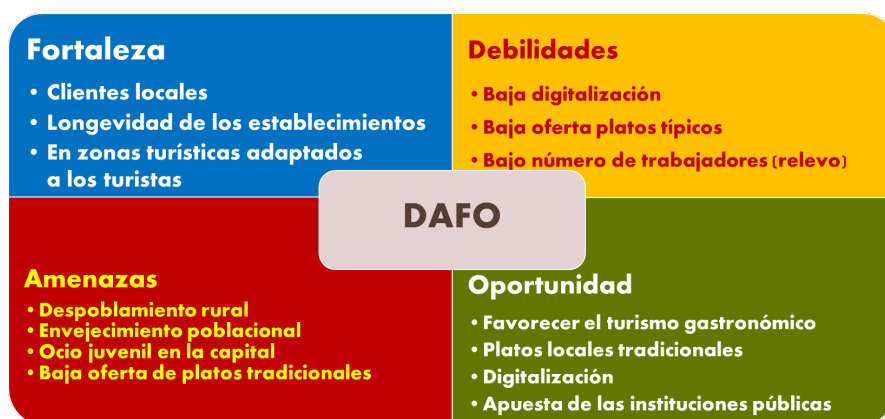 Fortaleza
• Clientes locales
• Longevidad de los establecimientos
• En zonas turísticas adaptados
a los turistas
Debilidades
• Baja digitalización
• Baja oferta platos típicos
• Bajo número de trabajadores (relevo)
DAFO
Amenazas
• Despoblamiento rural
• Envejecimiento poblacional
• Ocio juvenil en la capital
• Baja oferta de platos tradicionales
Oportunidad
• Favorecer el turismo gastronómico
• Platos locales tradicionales
• Digitalización
• Apuesta de las instituciones públicas